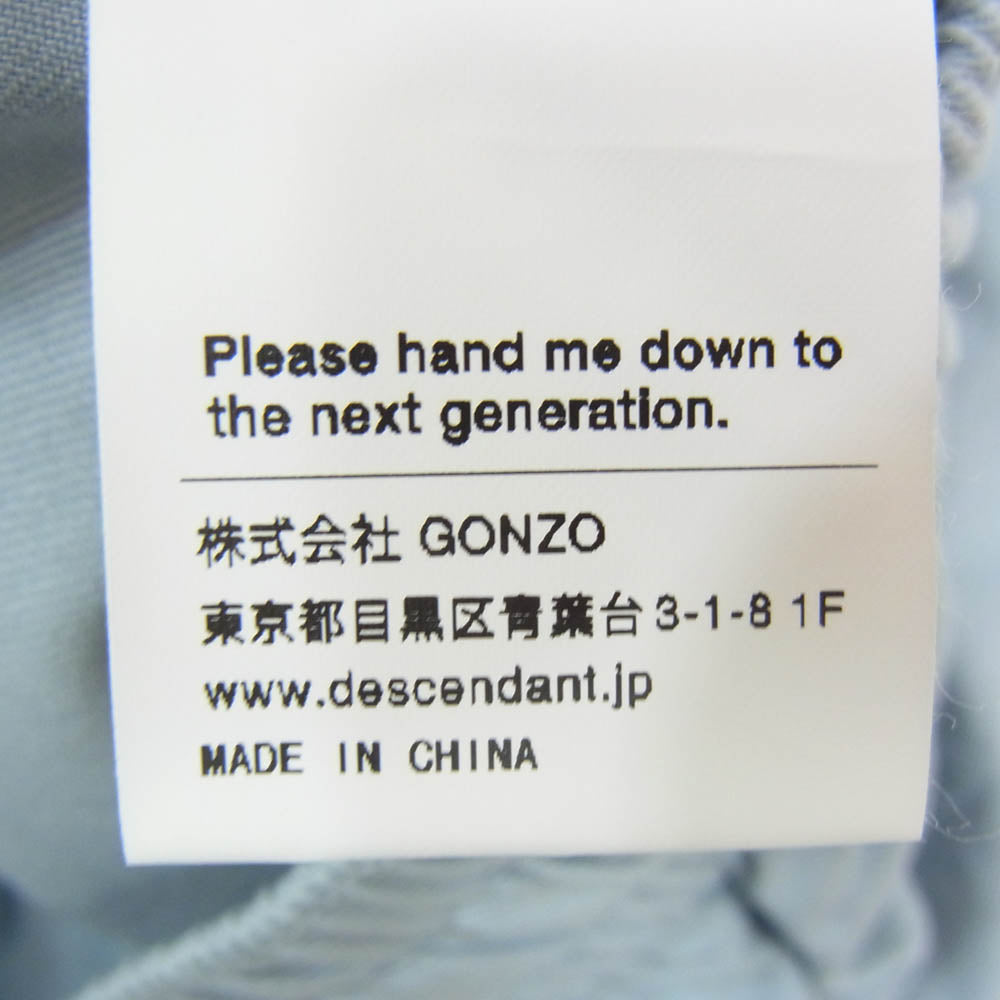 Please hand me down to
the next generation.
株式会社 GONZO
東京都目黒区青葉台3-1-8 1F
www.descendant.jp
MADE IN CHINA